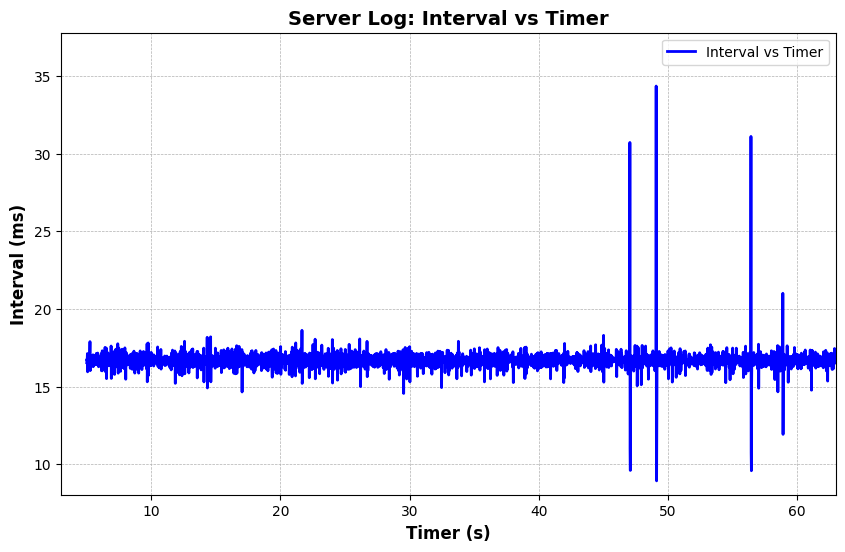 Server Log: Interval vs Timer
Interval vs Timer
35
30
25
20
15
10
Interval (ms)
10 20 30 40 50 60
Timer (s)